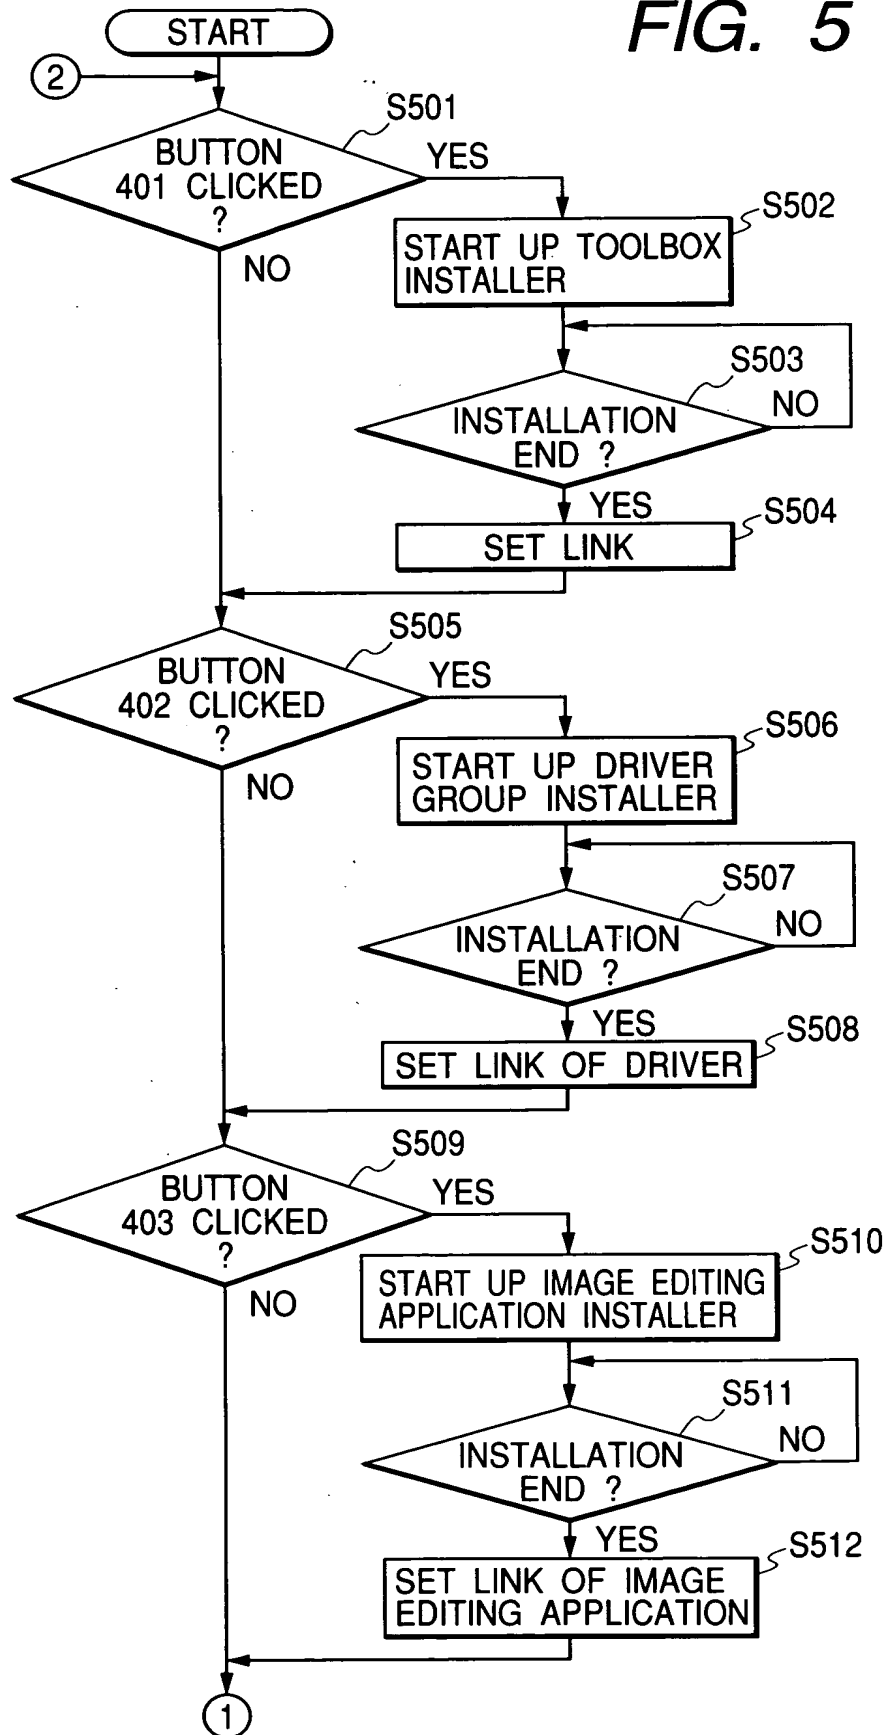 FIG. 5
START
2
S501
BUTTON
401 CLICKED
?
YES
NO
S502
START UP TOOLBOX
INSTALLER
S503
INSTALLATION
END ?
NO
YES
S504
SET LINK
S505
BUTTON
402 CLICKED
?
YES
NO
S506
START UP DRIVER
GROUP INSTALLER
S507
INSTALLATION
END ?
NO
YES
S508
SET LINK OF DRIVER
S509
BUTTON
403 CLICKED
?
YES
NO
S510
START UP IMAGE EDITING
APPLICATION INSTALLER
S511
INSTALLATION
END ?
NO
YES
S512
SET LINK OF IMAGE
EDITING APPLICATION
1